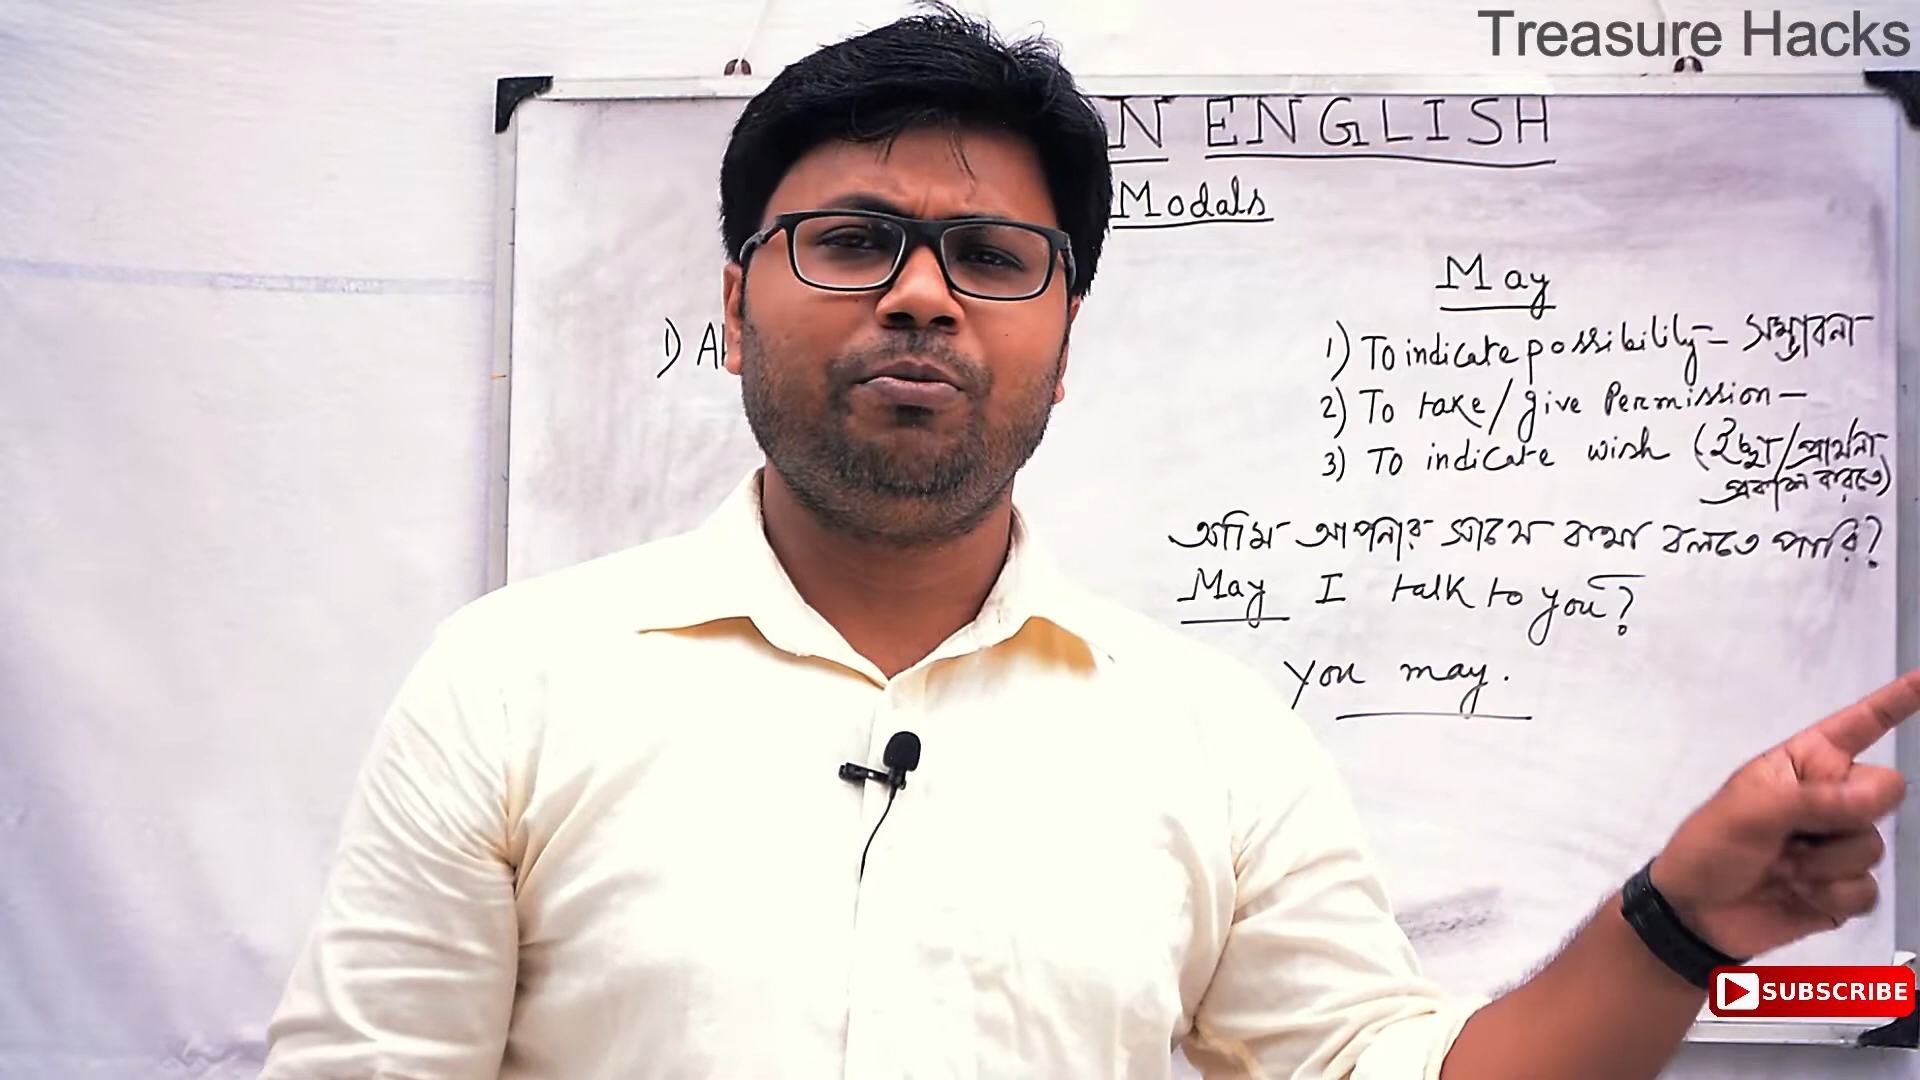 Treasure Hacks
N ENGLISH
Modals
May
1) To indicate possibility – সম্ভাবনা
1) A
2) To take/give Permission –
3) To indicate wish (ইচ্ছা/প্রার্থনা
প্রকাশ করতে)
আমি আপনার সাথে কথা বলতে পারি?
May I talk to you?
you may.
SUBSCRIBE